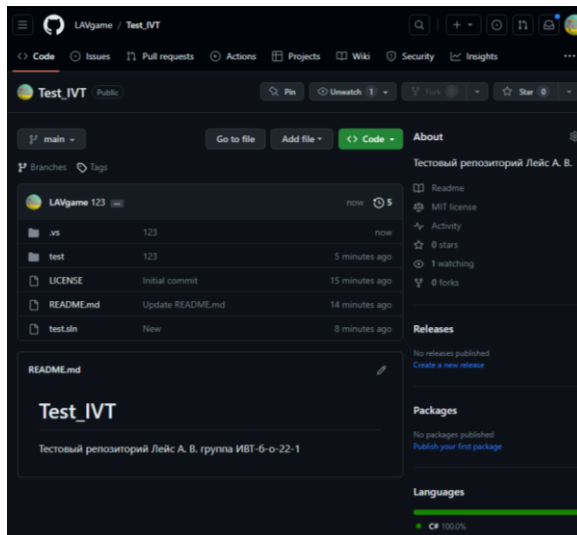 LAVgame / Test_IVT
Code Issues Pull requests Actions Projects Wiki Security Insights
Test_IVT Public Pin Unwatch 1 Fork 0 Star 0
main Go to file Add file Code
Branches Tags
LAVgame 123 now 5
.vs 123 now
test 123 5 minutes ago
LICENSE Initial commit 15 minutes ago
README.md Update README.md 14 minutes ago
test.sln New 8 minutes ago
README.md
Test_IVT
Тестовый репозиторий Лейс А. В. группа ИВТ-б-о-22-1
About
Тестовый репозиторий Лейс А. В.
Readme
MIT license
Activity
0 stars
1 watching
0 forks
Releases
No releases published
Create a new release
Packages
No packages published
Publish your first package
Languages
C# 100.0%